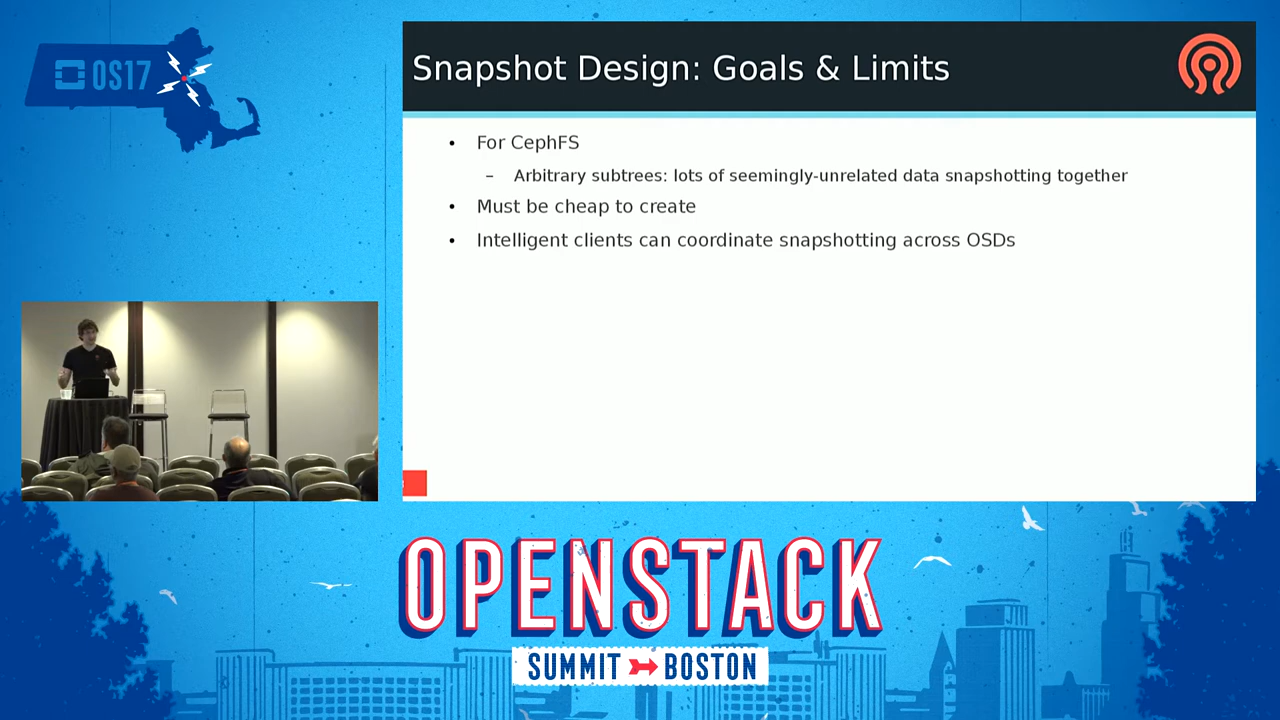 OS17
Snapshot Design: Goals & Limits
• For CephFS
– Arbitrary subtrees: lots of seemingly-unrelated data snapshotting together
• Must be cheap to create
• Intelligent clients can coordinate snapshotting across OSDs
OPENSTACK
SUMMIT BOSTON